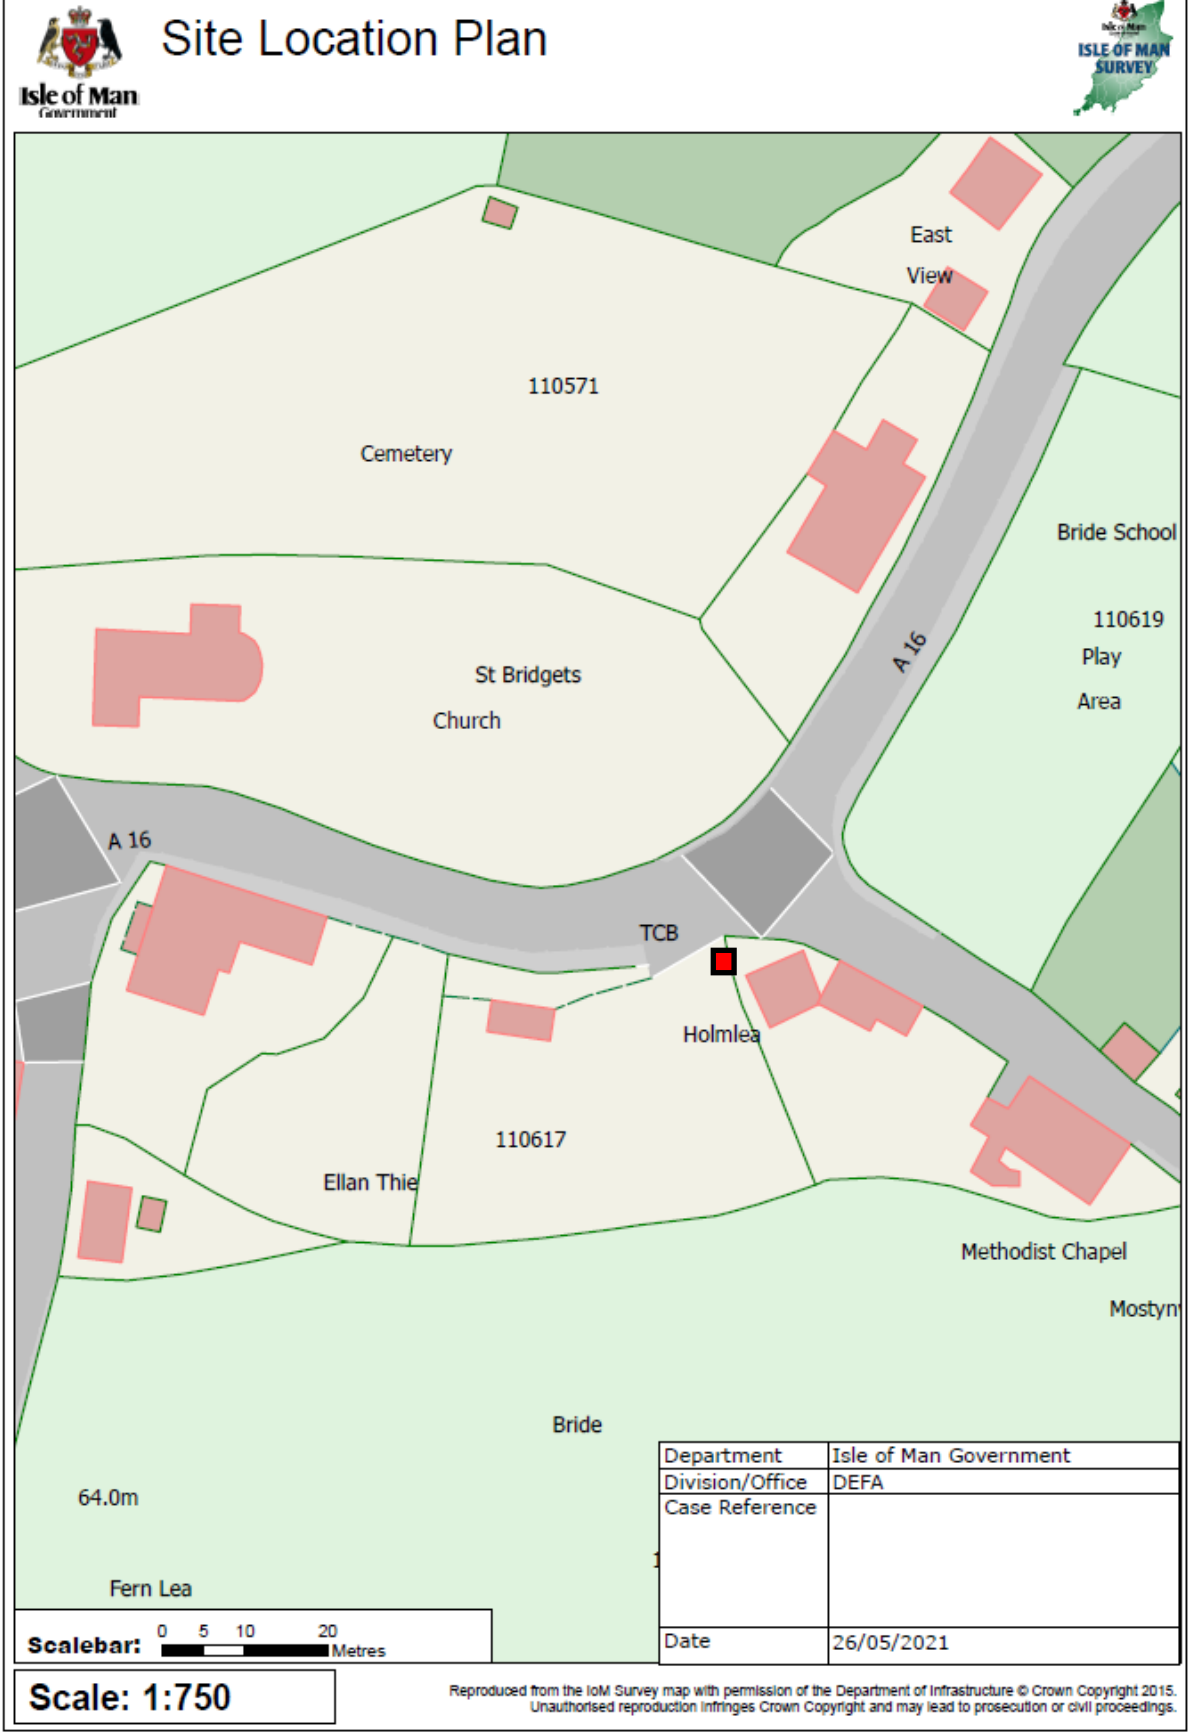 Isle of Man
Government
Site Location Plan
Isle of Man
Government
ISLE OF MAN
SURVEY
East
View
110571
Cemetery
Bride School
110619
Play
Area
A 16
St Bridgets
Church
A 16
TCB
Holmlea
110617
Ellan Thie
Methodist Chapel
Mostyn
Bride
64.0m
Fern Lea
Department Isle of Man Government
Division/Office DEFA
Case Reference
Date 26/05/2021
Scalebar: 0 5 10 20 Metres
Scale: 1:750
Reproduced from the IoM Survey map with permission of the Department of Infrastructure © Crown Copyright 2015.
Unauthorised reproduction infringes Crown Copyright and may lead to prosecution or civil proceedings.